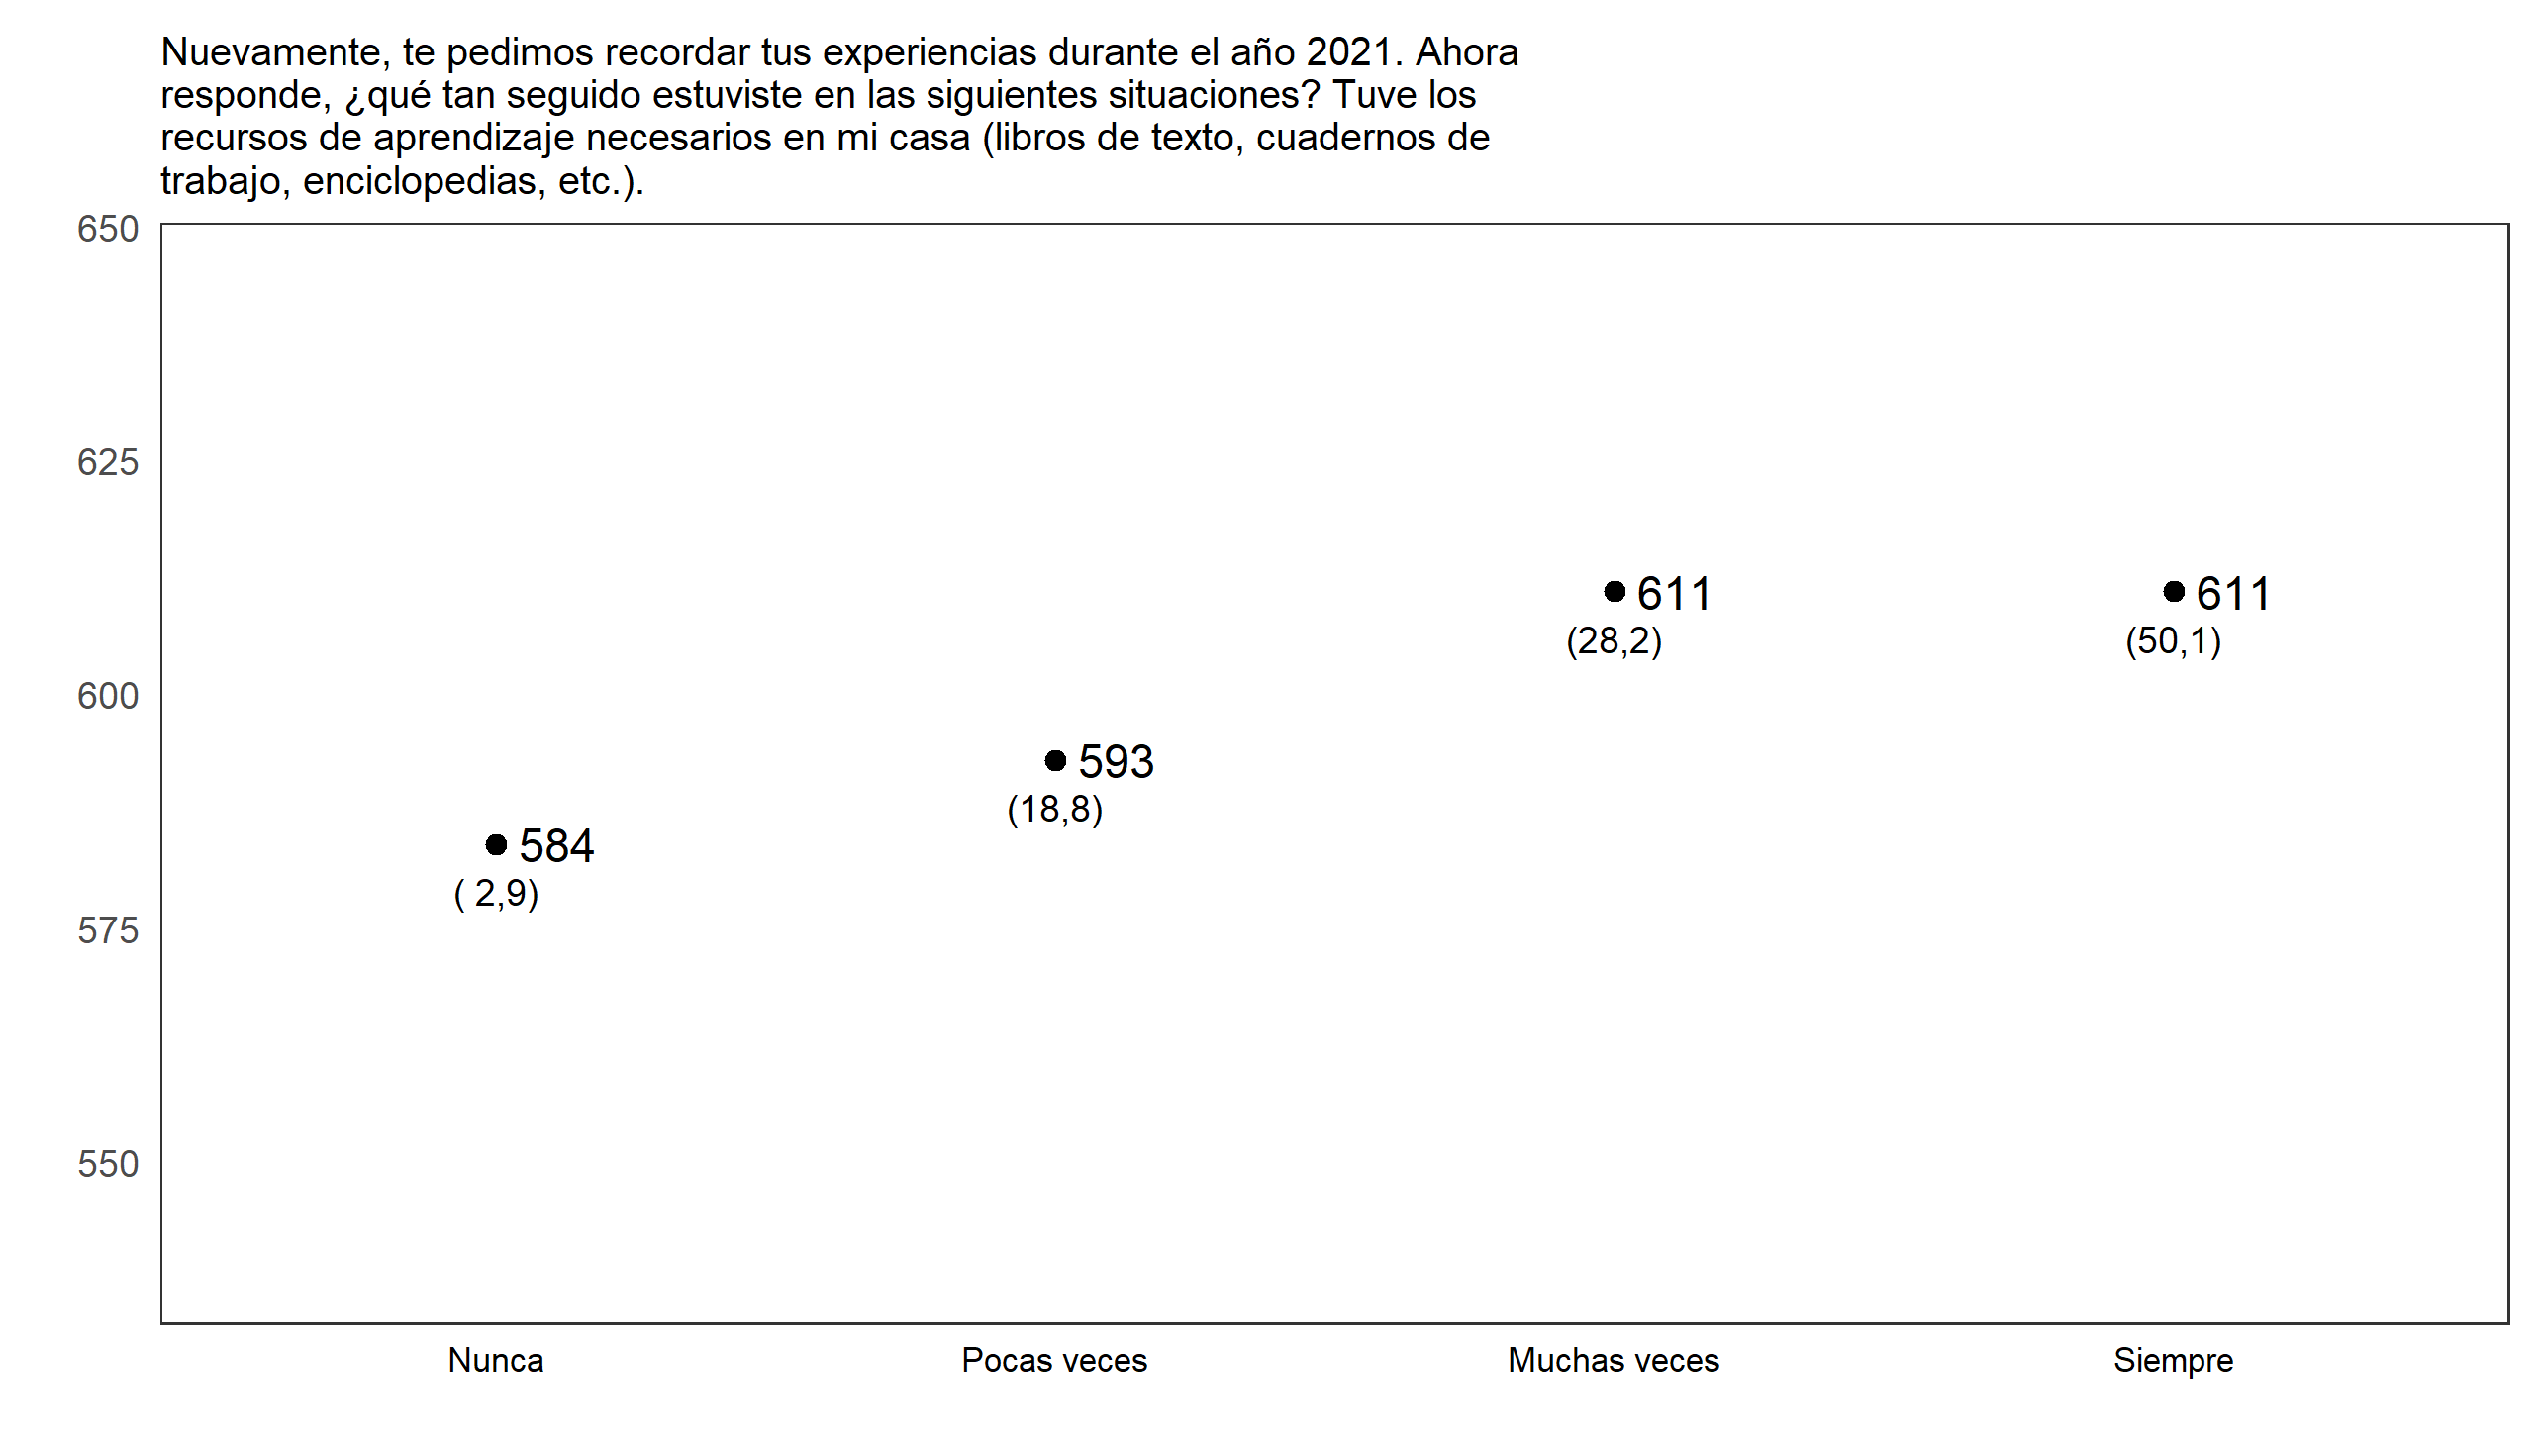 Nuevamente, te pedimos recordar tus experiencias durante el año 2021. Ahora
responde, ¿qué tan seguido estuviste en las siguientes situaciones? Tuve los
recursos de aprendizaje necesarios en mi casa (libros de texto, cuadernos de
trabajo, enciclopedias, etc.).
650
625
600
575
550
584
( 2,9)
593
(18,8)
611
(28,2)
611
(50,1)
Nunca
Pocas veces
Muchas veces
Siempre